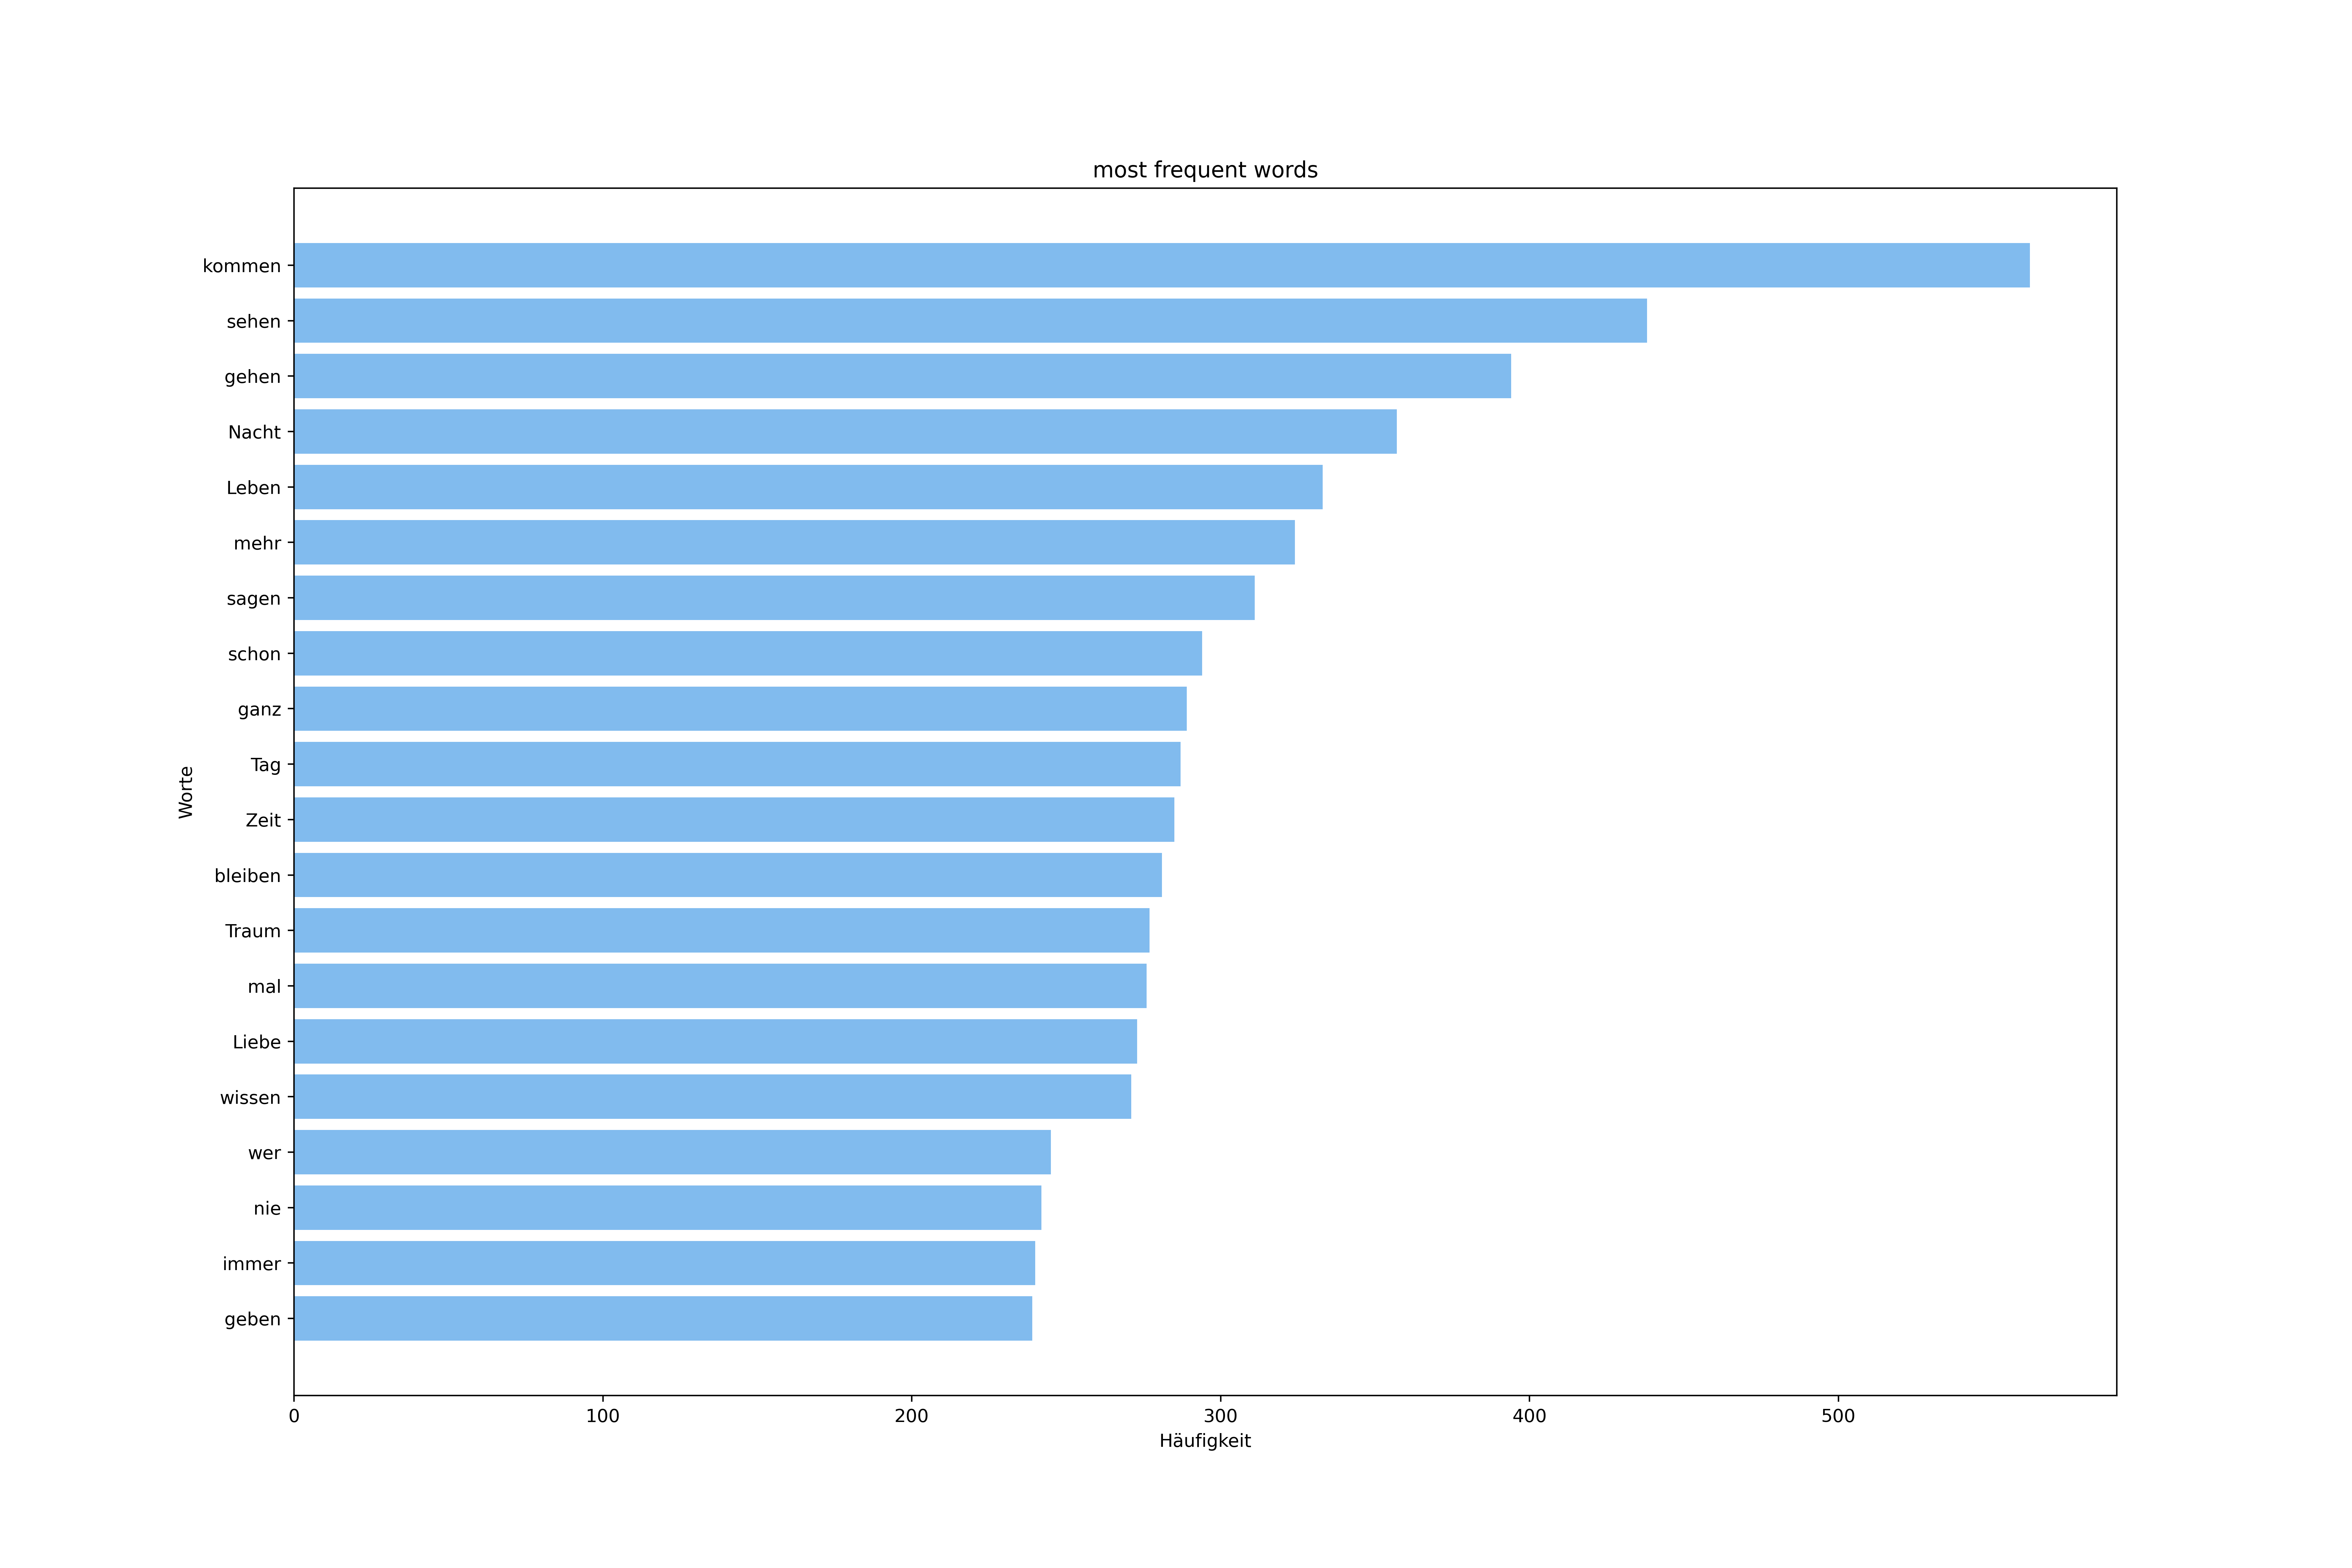 most frequent words
kommen
sehen
gehen
Nacht
Leben
mehr
sagen
schon
ganz
Tag
Worte
Zeit
bleiben
Traum
mal
Liebe
wissen
wer
nie
immer
geben
0 100 200 300 400 500
Häufigkeit